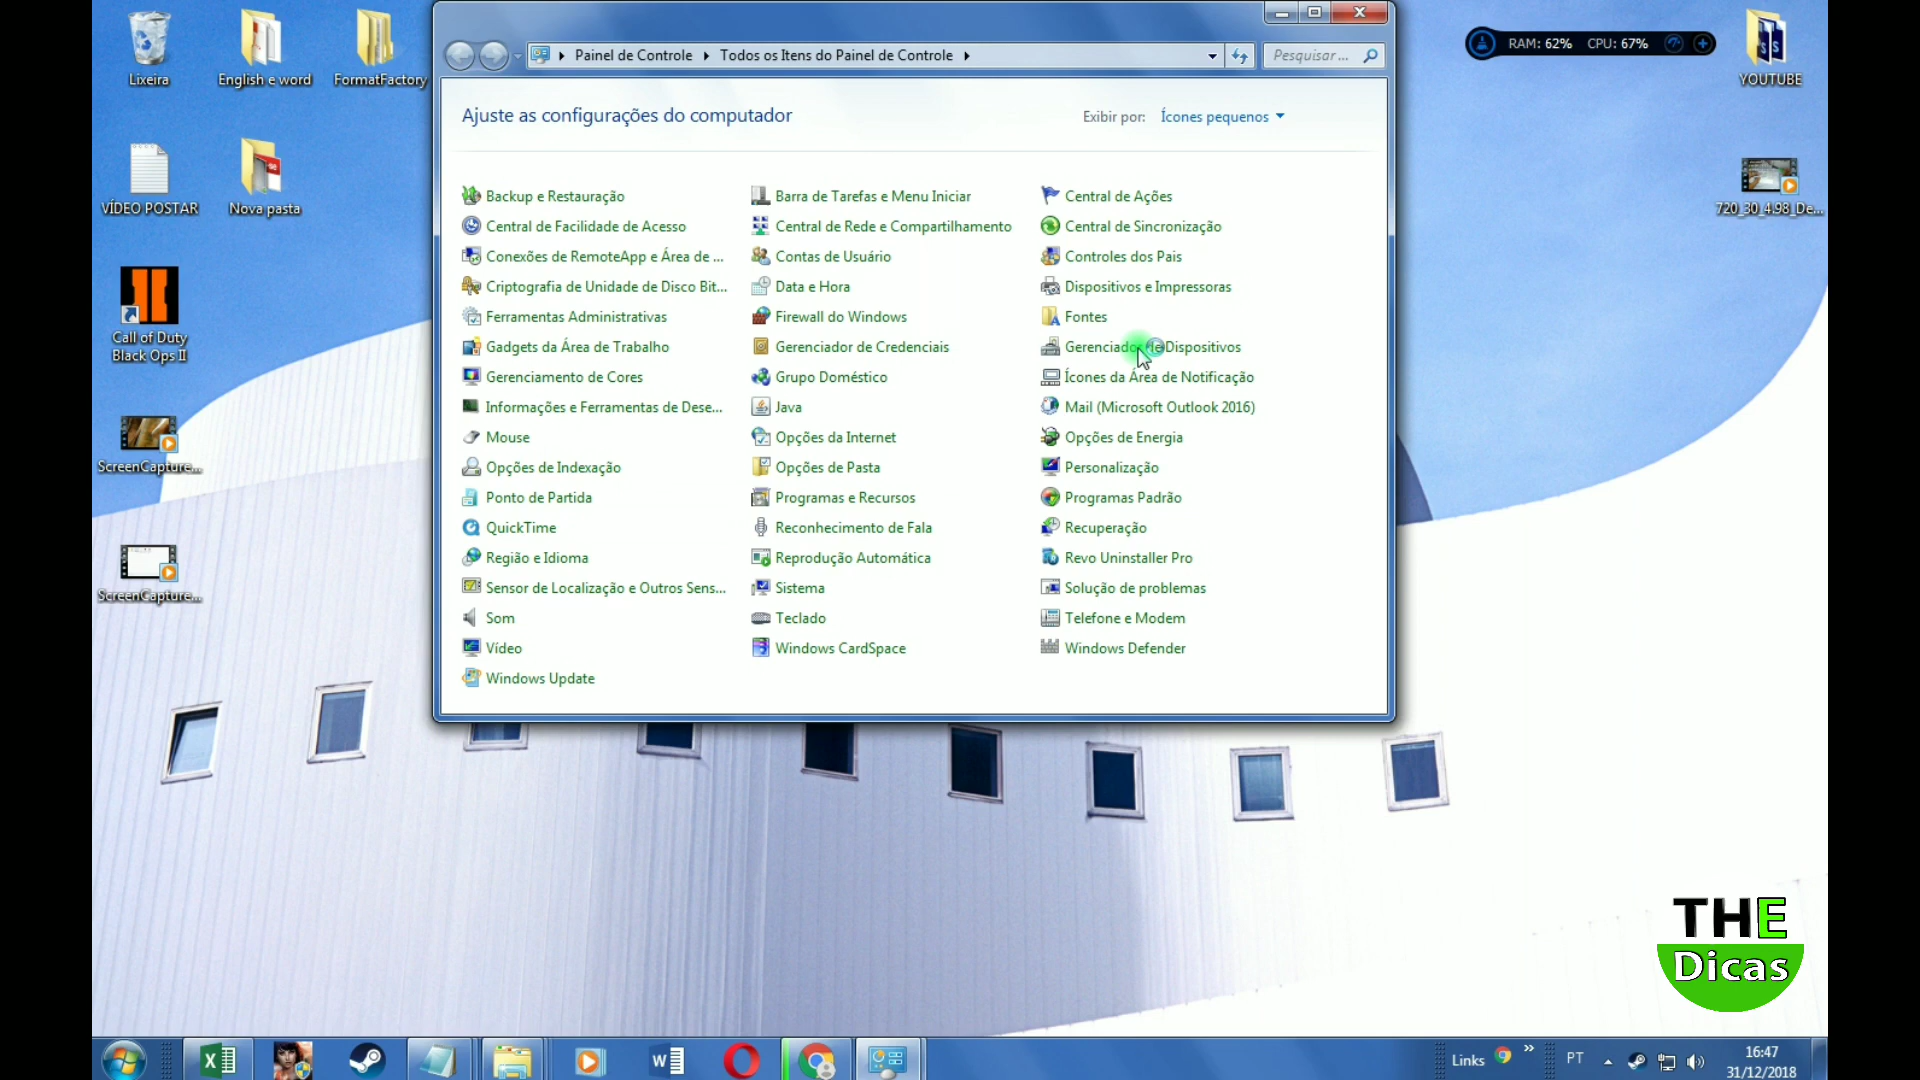 Lixeira
English e word
FormatFactory
VÍDEO POSTAR
Nova pasta
Call of Duty
Black Ops II
ScreenCapture...
ScreenCapture...
Painel de Controle
Todos os Itens do Painel de Controle
Pesquisar ...
Ajuste as configurações do computador
Exibir por: Ícones pequenos
Backup e Restauração
Barra de Tarefas e Menu Iniciar
Central de Ações
Central de Facilidade de Acesso
Central de Rede e Compartilhamento
Central de Sincronização
Conexões de RemoteApp e Área de ...
Contas de Usuário
Controles dos Pais
Criptografia de Unidade de Disco Bit...
Data e Hora
Dispositivos e Impressoras
Ferramentas Administrativas
Firewall do Windows
Fontes
Gadgets da Área de Trabalho
Gerenciador de Credenciais
Gerenciador de Dispositivos
Gerenciamento de Cores
Grupo Doméstico
Ícones da Área de Notificação
Informações e Ferramentas de Dese...
Java
Mail (Microsoft Outlook 2016)
Mouse
Opções da Internet
Opções de Energia
Opções de Indexação
Opções de Pasta
Personalização
Ponto de Partida
Programas e Recursos
Programas Padrão
QuickTime
Reconhecimento de Fala
Recuperação
Região e Idioma
Reprodução Automática
Revo Uninstaller Pro
Sensor de Localização e Outros Sens...
Sistema
Solução de problemas
Som
Teclado
Telefone e Modem
Vídeo
Windows CardSpace
Windows Defender
Windows Update
RAM: 62% CPU: 67%
YOUTUBE
720_30_4.98_De...
THE
Dicas
Links
»
PT
16:47
31/12/2018